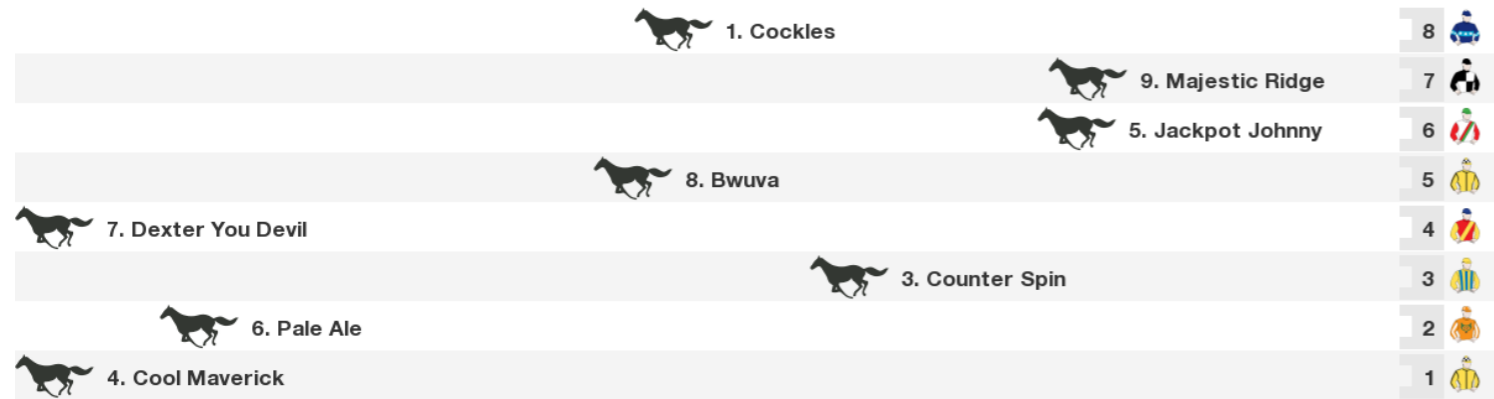 1. Cockles 8
9. Majestic Ridge 7
5. Jackpot Johnny 6
8. Bwuva 5
7. Dexter You Devil 4
3. Counter Spin 3
6. Pale Ale 2
4. Cool Maverick 1